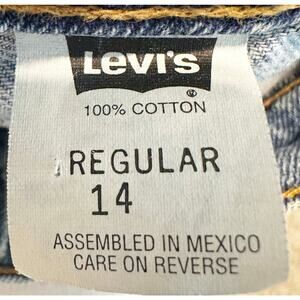 Levi's
®
100% COTTON
REGULAR
14
ASSEMBLED IN MEXICO
CARE ON REVERSE